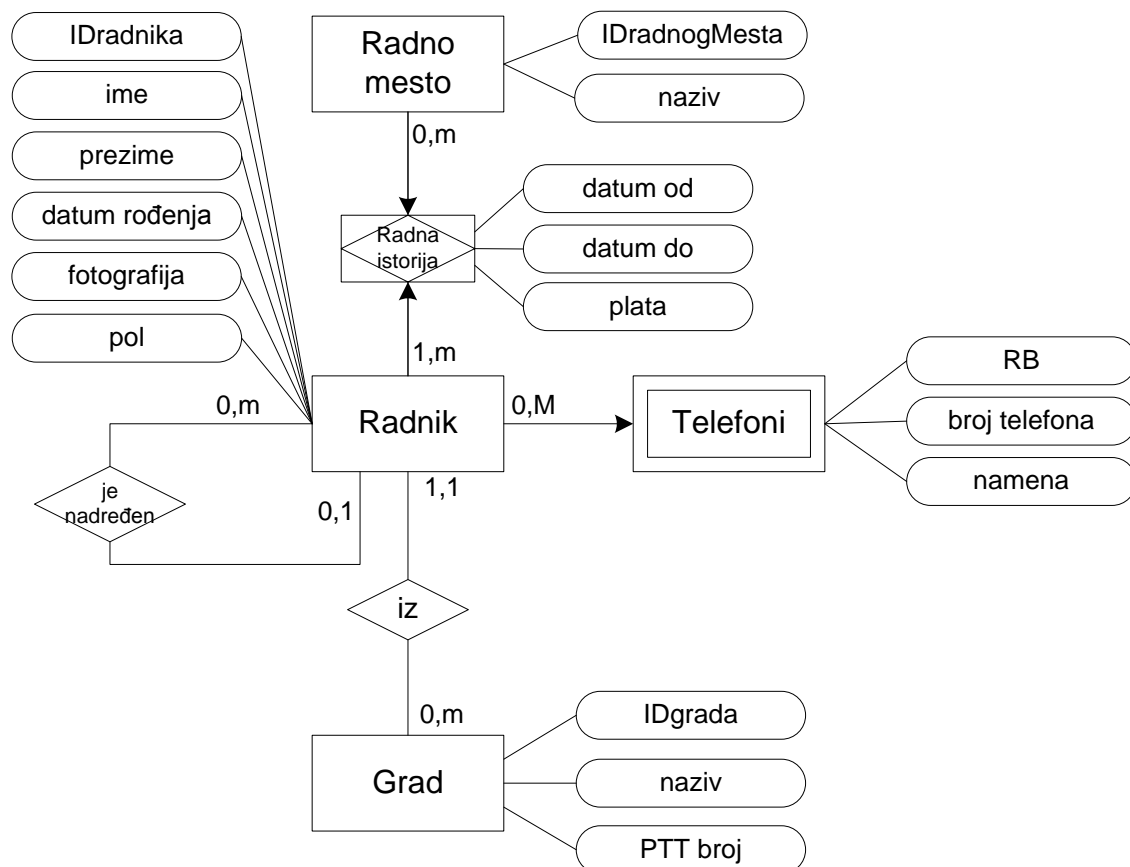 IDradnika
ime
prezime
datum rođenja
fotografija
pol
Radno
mesto
IDradnogMesta
naziv
0,m
Radna
istorija
datum od
datum do
plata
1,m
0,m
Radnik
0,M
Telefoni
RB
broj telefona
namena
je
nadređen
0,1
1,1
iz
0,m
Grad
IDgrada
naziv
PTT broj